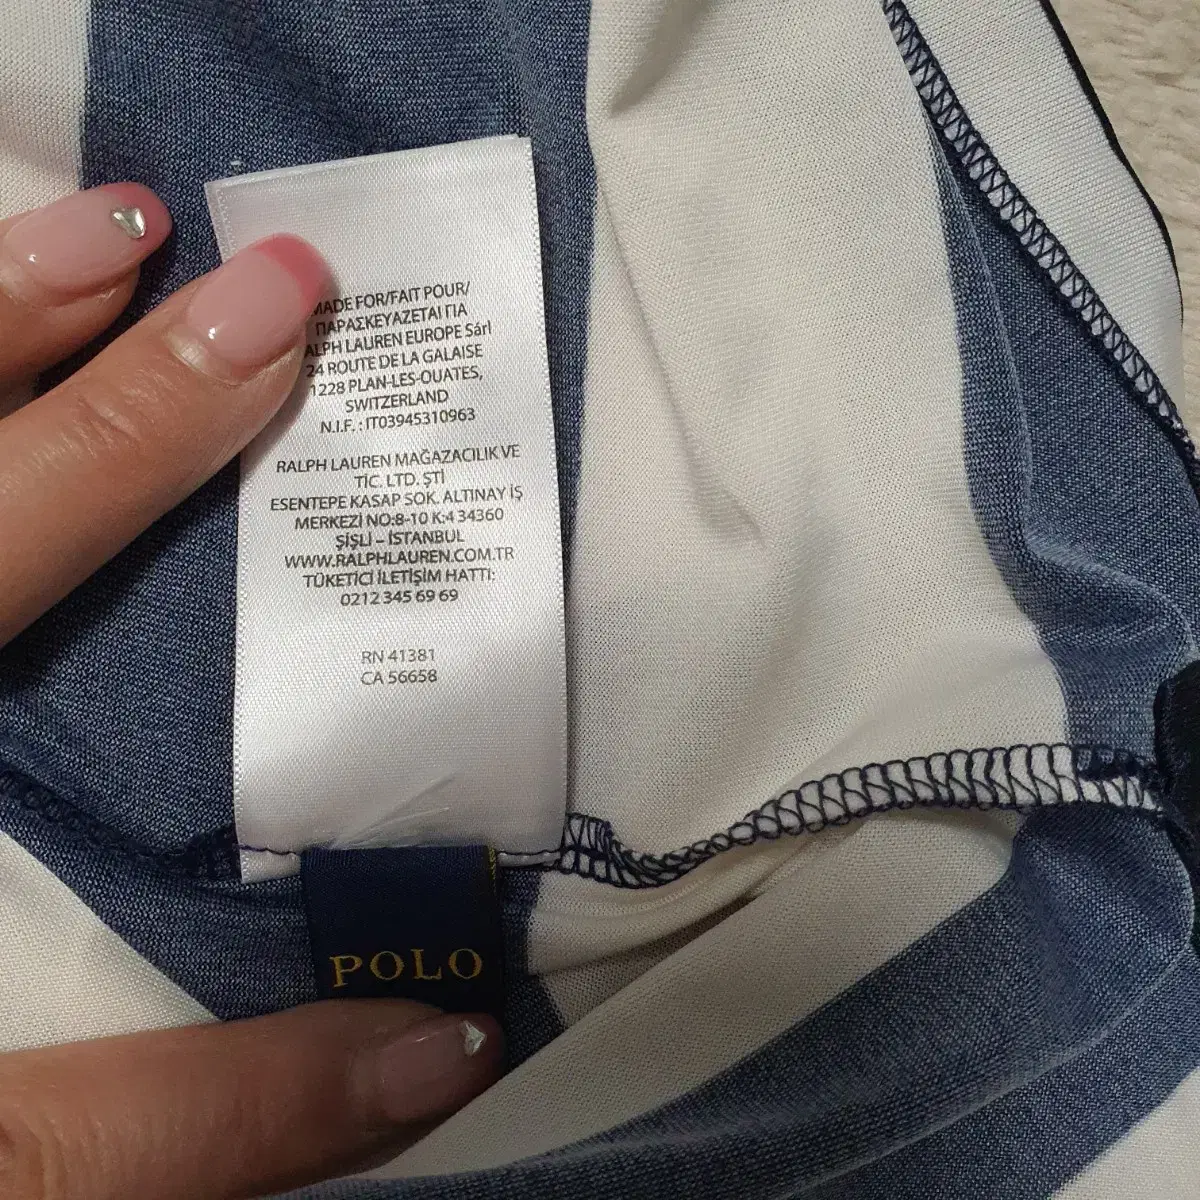 MADE FOR/FAIT POUR/
ΠΑΡΑΣΚΕΥΑΖΕΤΑΙ ΓΙΑ
ALPH LAUREN EUROPE Sárl
24 ROUTE DE LA GALAISE
1228 PLAN-LES-OUATES,
SWITZERLAND
N.I.F. : IT03945310963
RALPH LAUREN MAĞAZACILIK VE
TİC. LTD. ŞTİ
ESENTEPE KASAP SOK. ALTINAY İŞ
MERKEZİ NO:8-10 K:4 34360
ŞİŞLİ – İSTANBUL
WWW.RALPHLAUREN.COM.TR
TÜKETİCİ İLETİŞİM HATTI:
0212 345 69 69
RN 41381
CA 56658
POLO